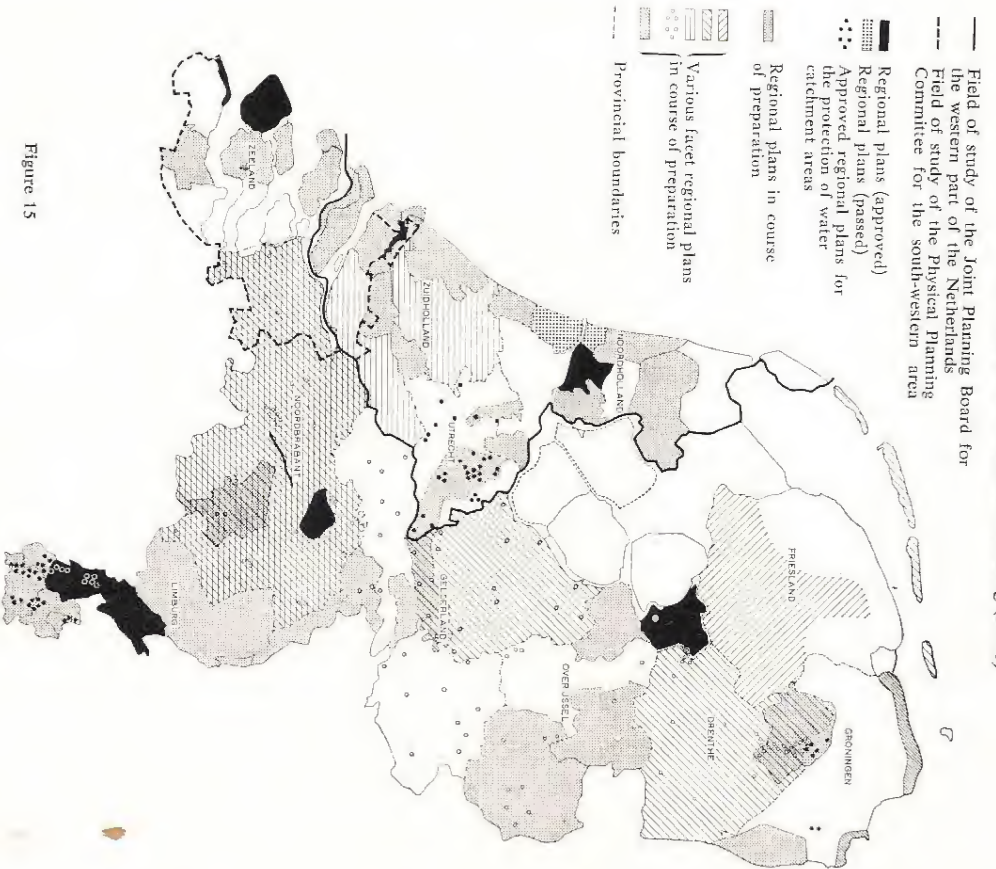 Field of study of the Joint Planning Board for
the western part of the Netherlands
Field of study of the Physical Planning
Committee for the south-western area
Regional plans (approved)
Regional plans (passed)
Approved regional plans for
the protection of water
catchment areas
Regional plans in course
of preparation
Various facet regional plans
in course of preparation
Provincial boundaries
GRONINGEN
FRIESLAND
DRENTHE
OVERIJSSEL
NOORDHOLLAND
GELDERLAND
UTRECHT
ZUIDHOLLAND
NOORDBRABANT
ZEELAND
LIMBURG
Figure 15